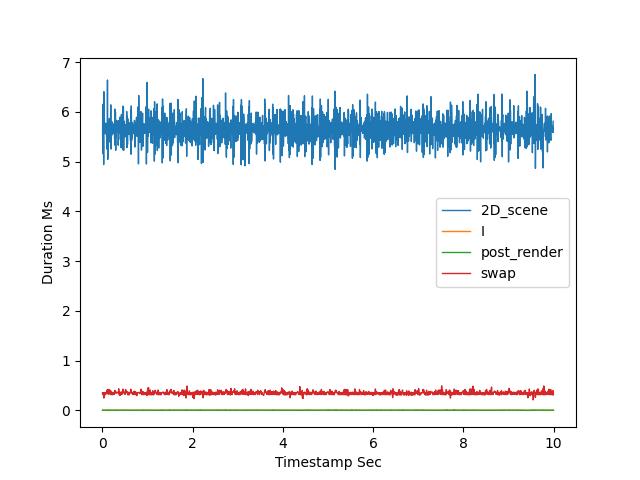 7
6
5
4
3
2
1
0
Duration Ms
2D_scene
I
post_render
swap
0 2 4 6 8 10
Timestamp Sec